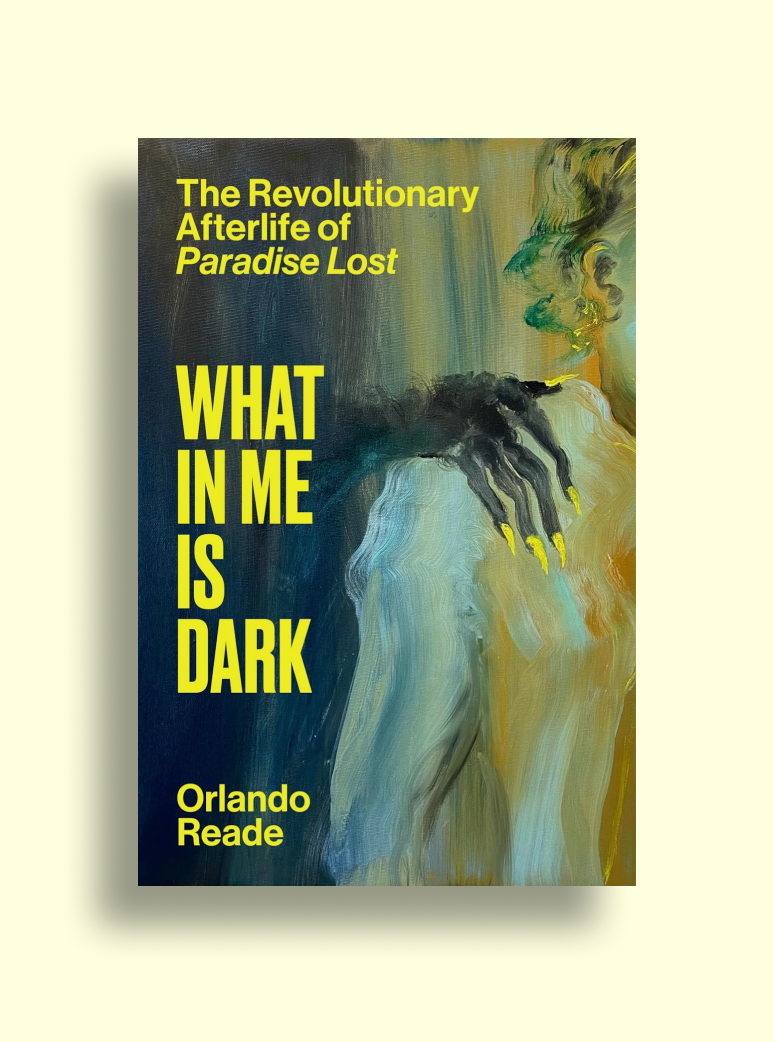 The Revolutionary
Afterlife of
Paradise Lost
WHAT
IN ME
IS
DARK
Orlando
Reade